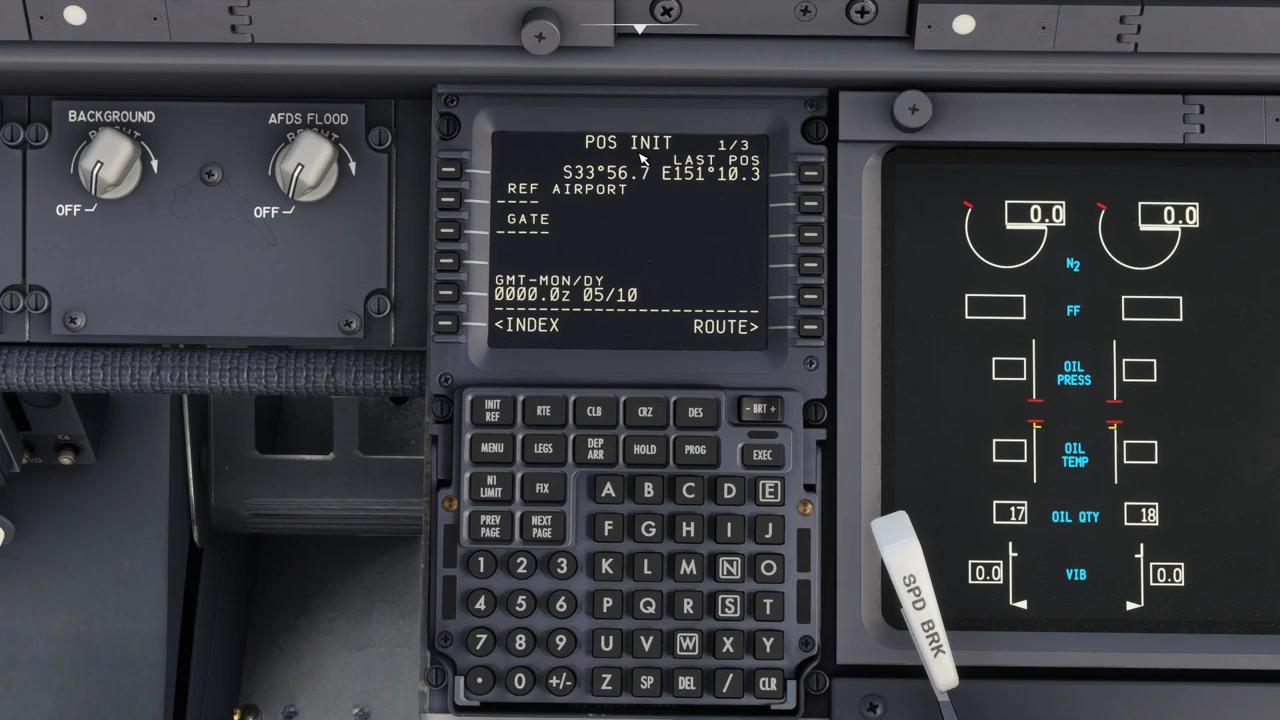 BACKGROUND
OFF
AFDS FLOOD
OFF
POS INIT 1/3
LAST POS
S33°56.7 E151°10.3
REF AIRPORT
----
GATE
-----
GMT-MON/DY
0000.0z 05/10
<INDEX ROUTE>
INIT REF
RTE
CLB
CRZ
DES
- BRT +
MENU
LEGS
DEP ARR
HOLD
PROG
EXEC
N1 LIMIT
FIX
PREV PAGE
NEXT PAGE
A B C D E
F G H I J
1 2 3 K L M N O
4 5 6 P Q R S T
7 8 9 U V W X Y
. 0 +/- Z SP DEL / CLR
0.0 0.0
N2
FF
OIL PRESS
OIL TEMP
17 OIL QTY 18
0.0 VIB 0.0
SPD BRK